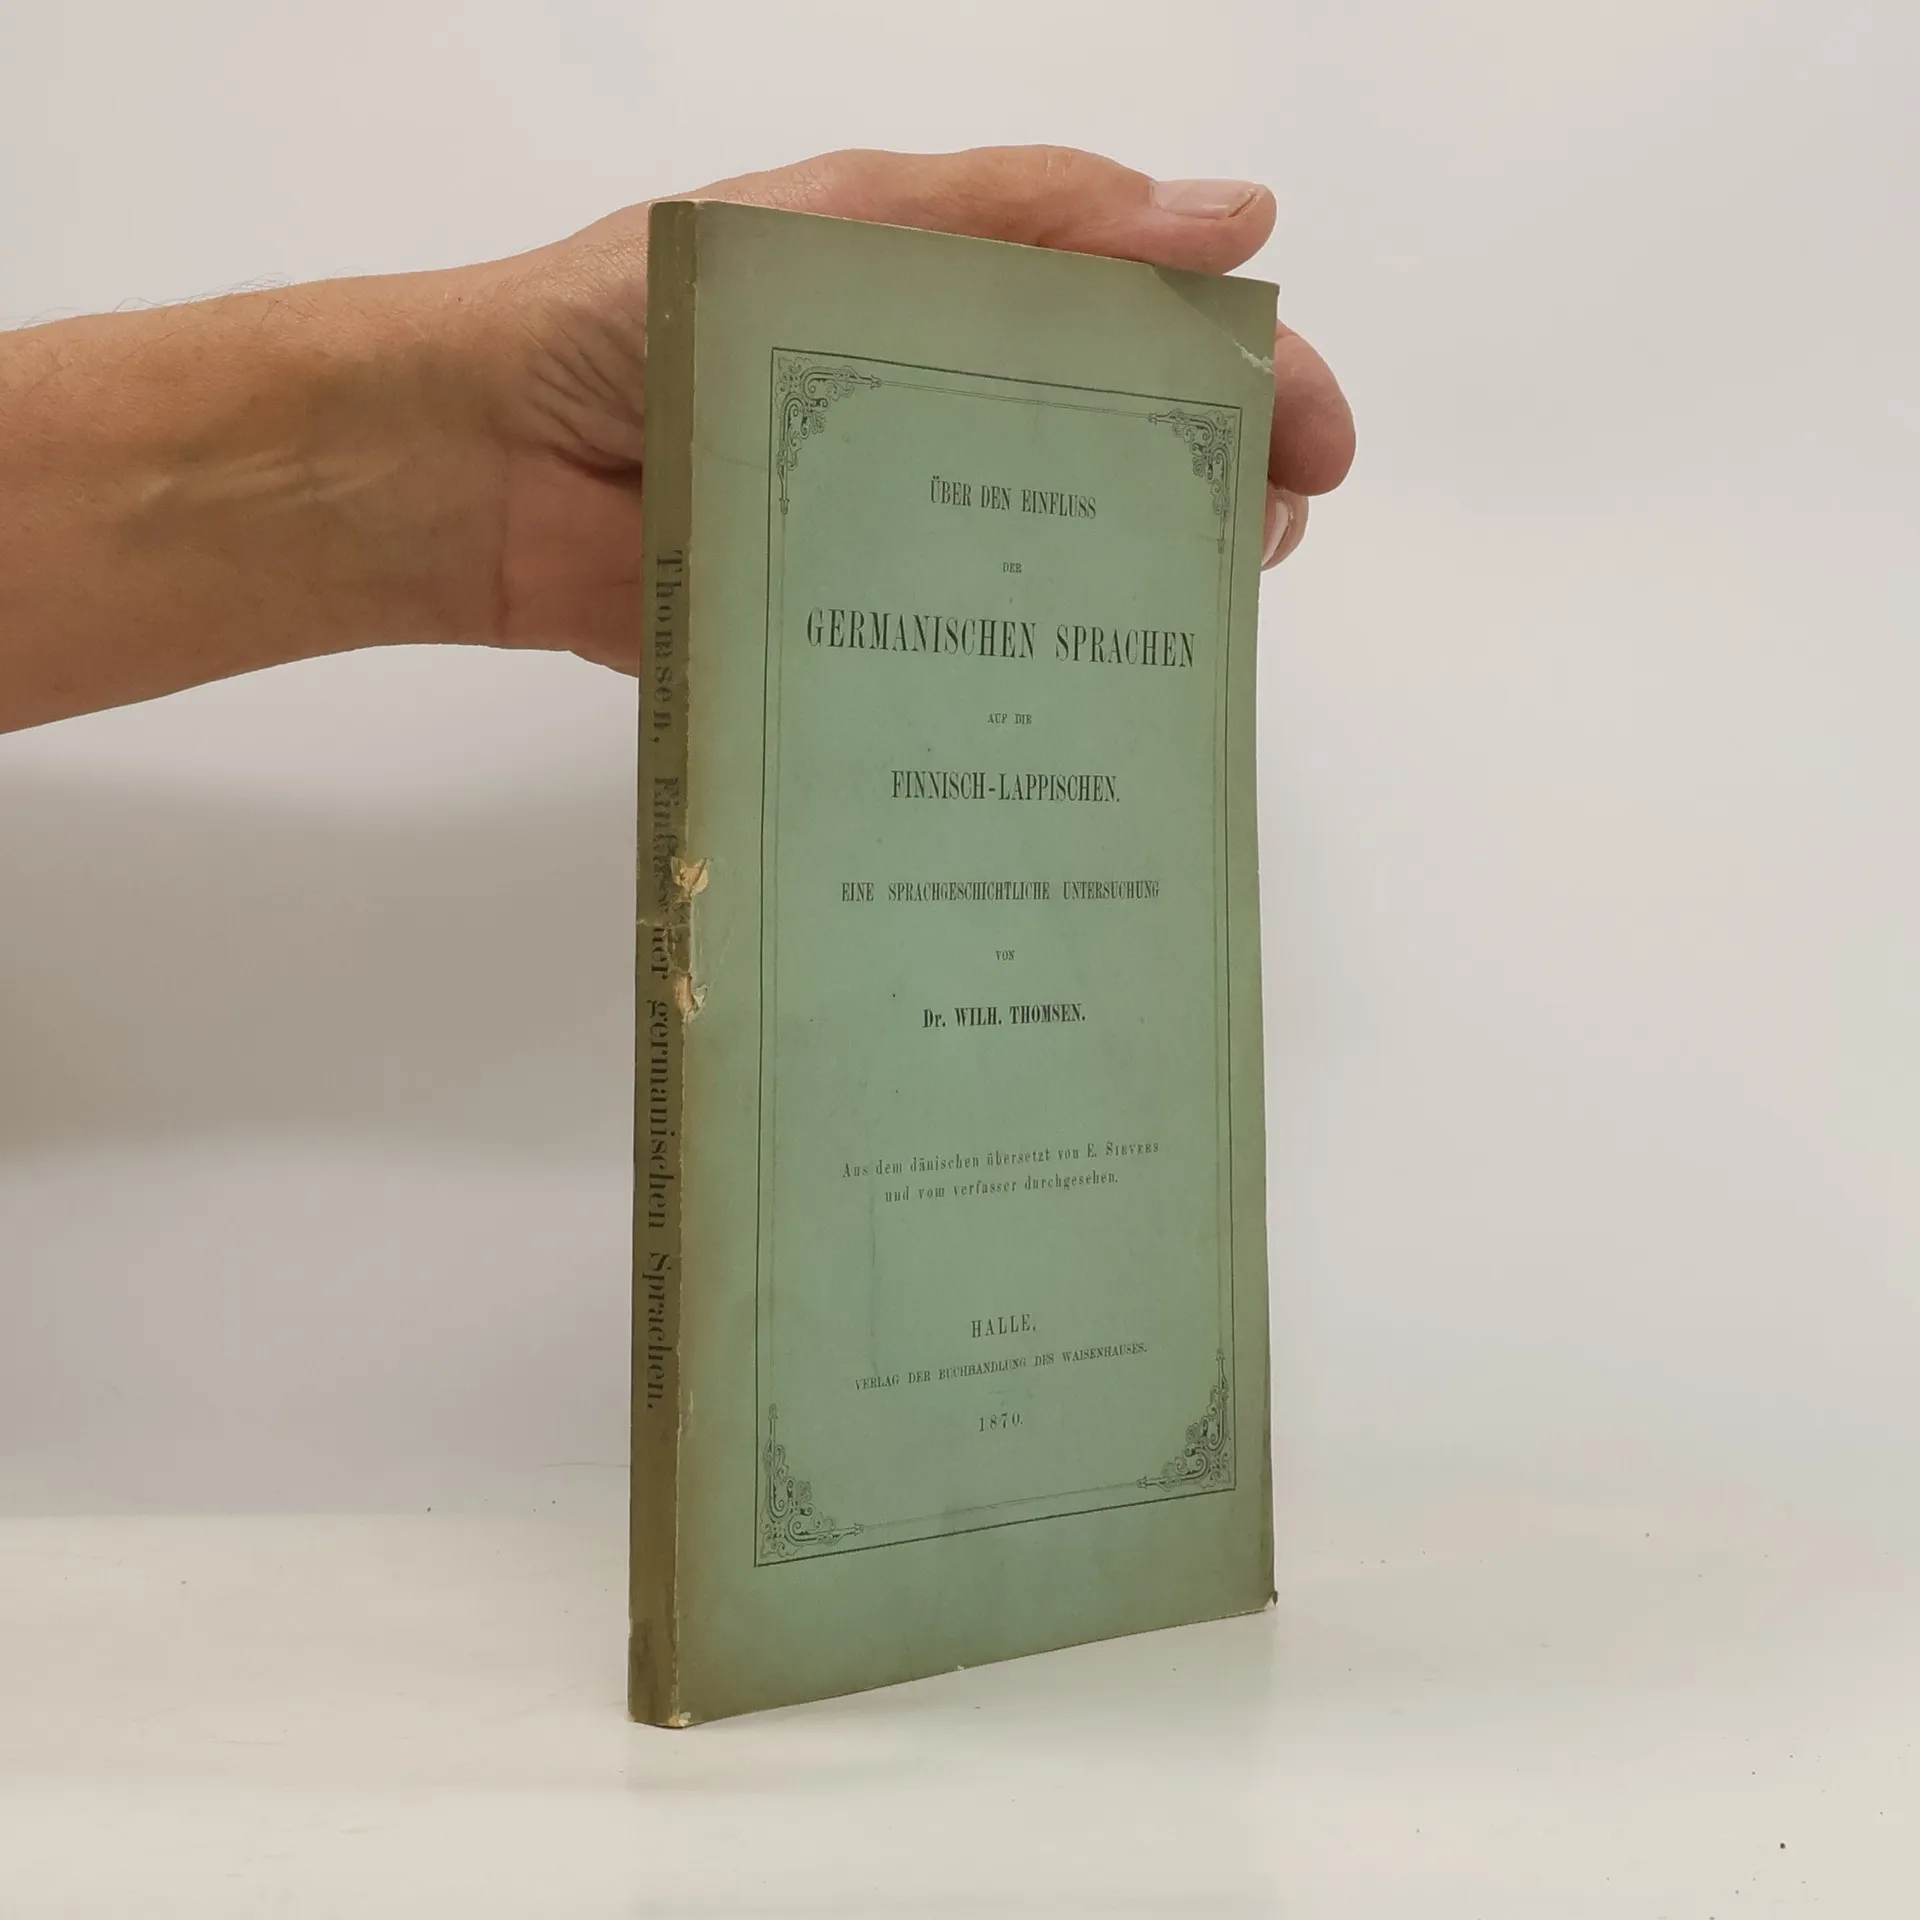 ÜBER DEN EINFLUSS
DER
GERMANISCHEN SPRACHEN
AUF DIE
FINNISCH-LAPPISCHEN.
EINE SPRACHGESCHICHTLICHE UNTERSUCHUNG
VON
Dr. WILH. THOMSEN.
Aus dem dänischen übersetzt von E. SIEVERS
und vom verfasser durchgesehen.
HALLE,
VERLAG DER BUCHHANDLUNG DES WAISENHAUSES.
1870.
Thomsen, germanischen Sprachen.